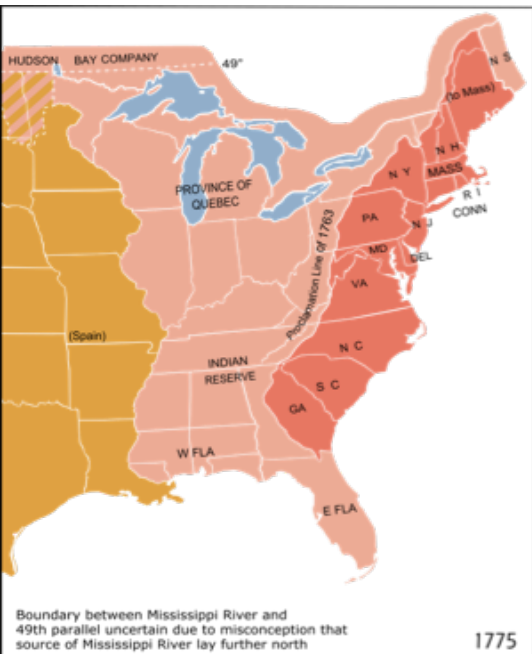 HUDSON BAY COMPANY
49°
N S
(to Mass)
N H
N Y
MASS
R I
CONN
PROVINCE OF
QUEBEC
PA
N J
Proclamation Line of 1763
MD
DEL
VA
(Spain)
N C
INDIAN
RESERVE
S C
GA
W FLA
E FLA
Boundary between Mississippi River and
49th parallel uncertain due to misconception that
source of Mississippi River lay further north
1775